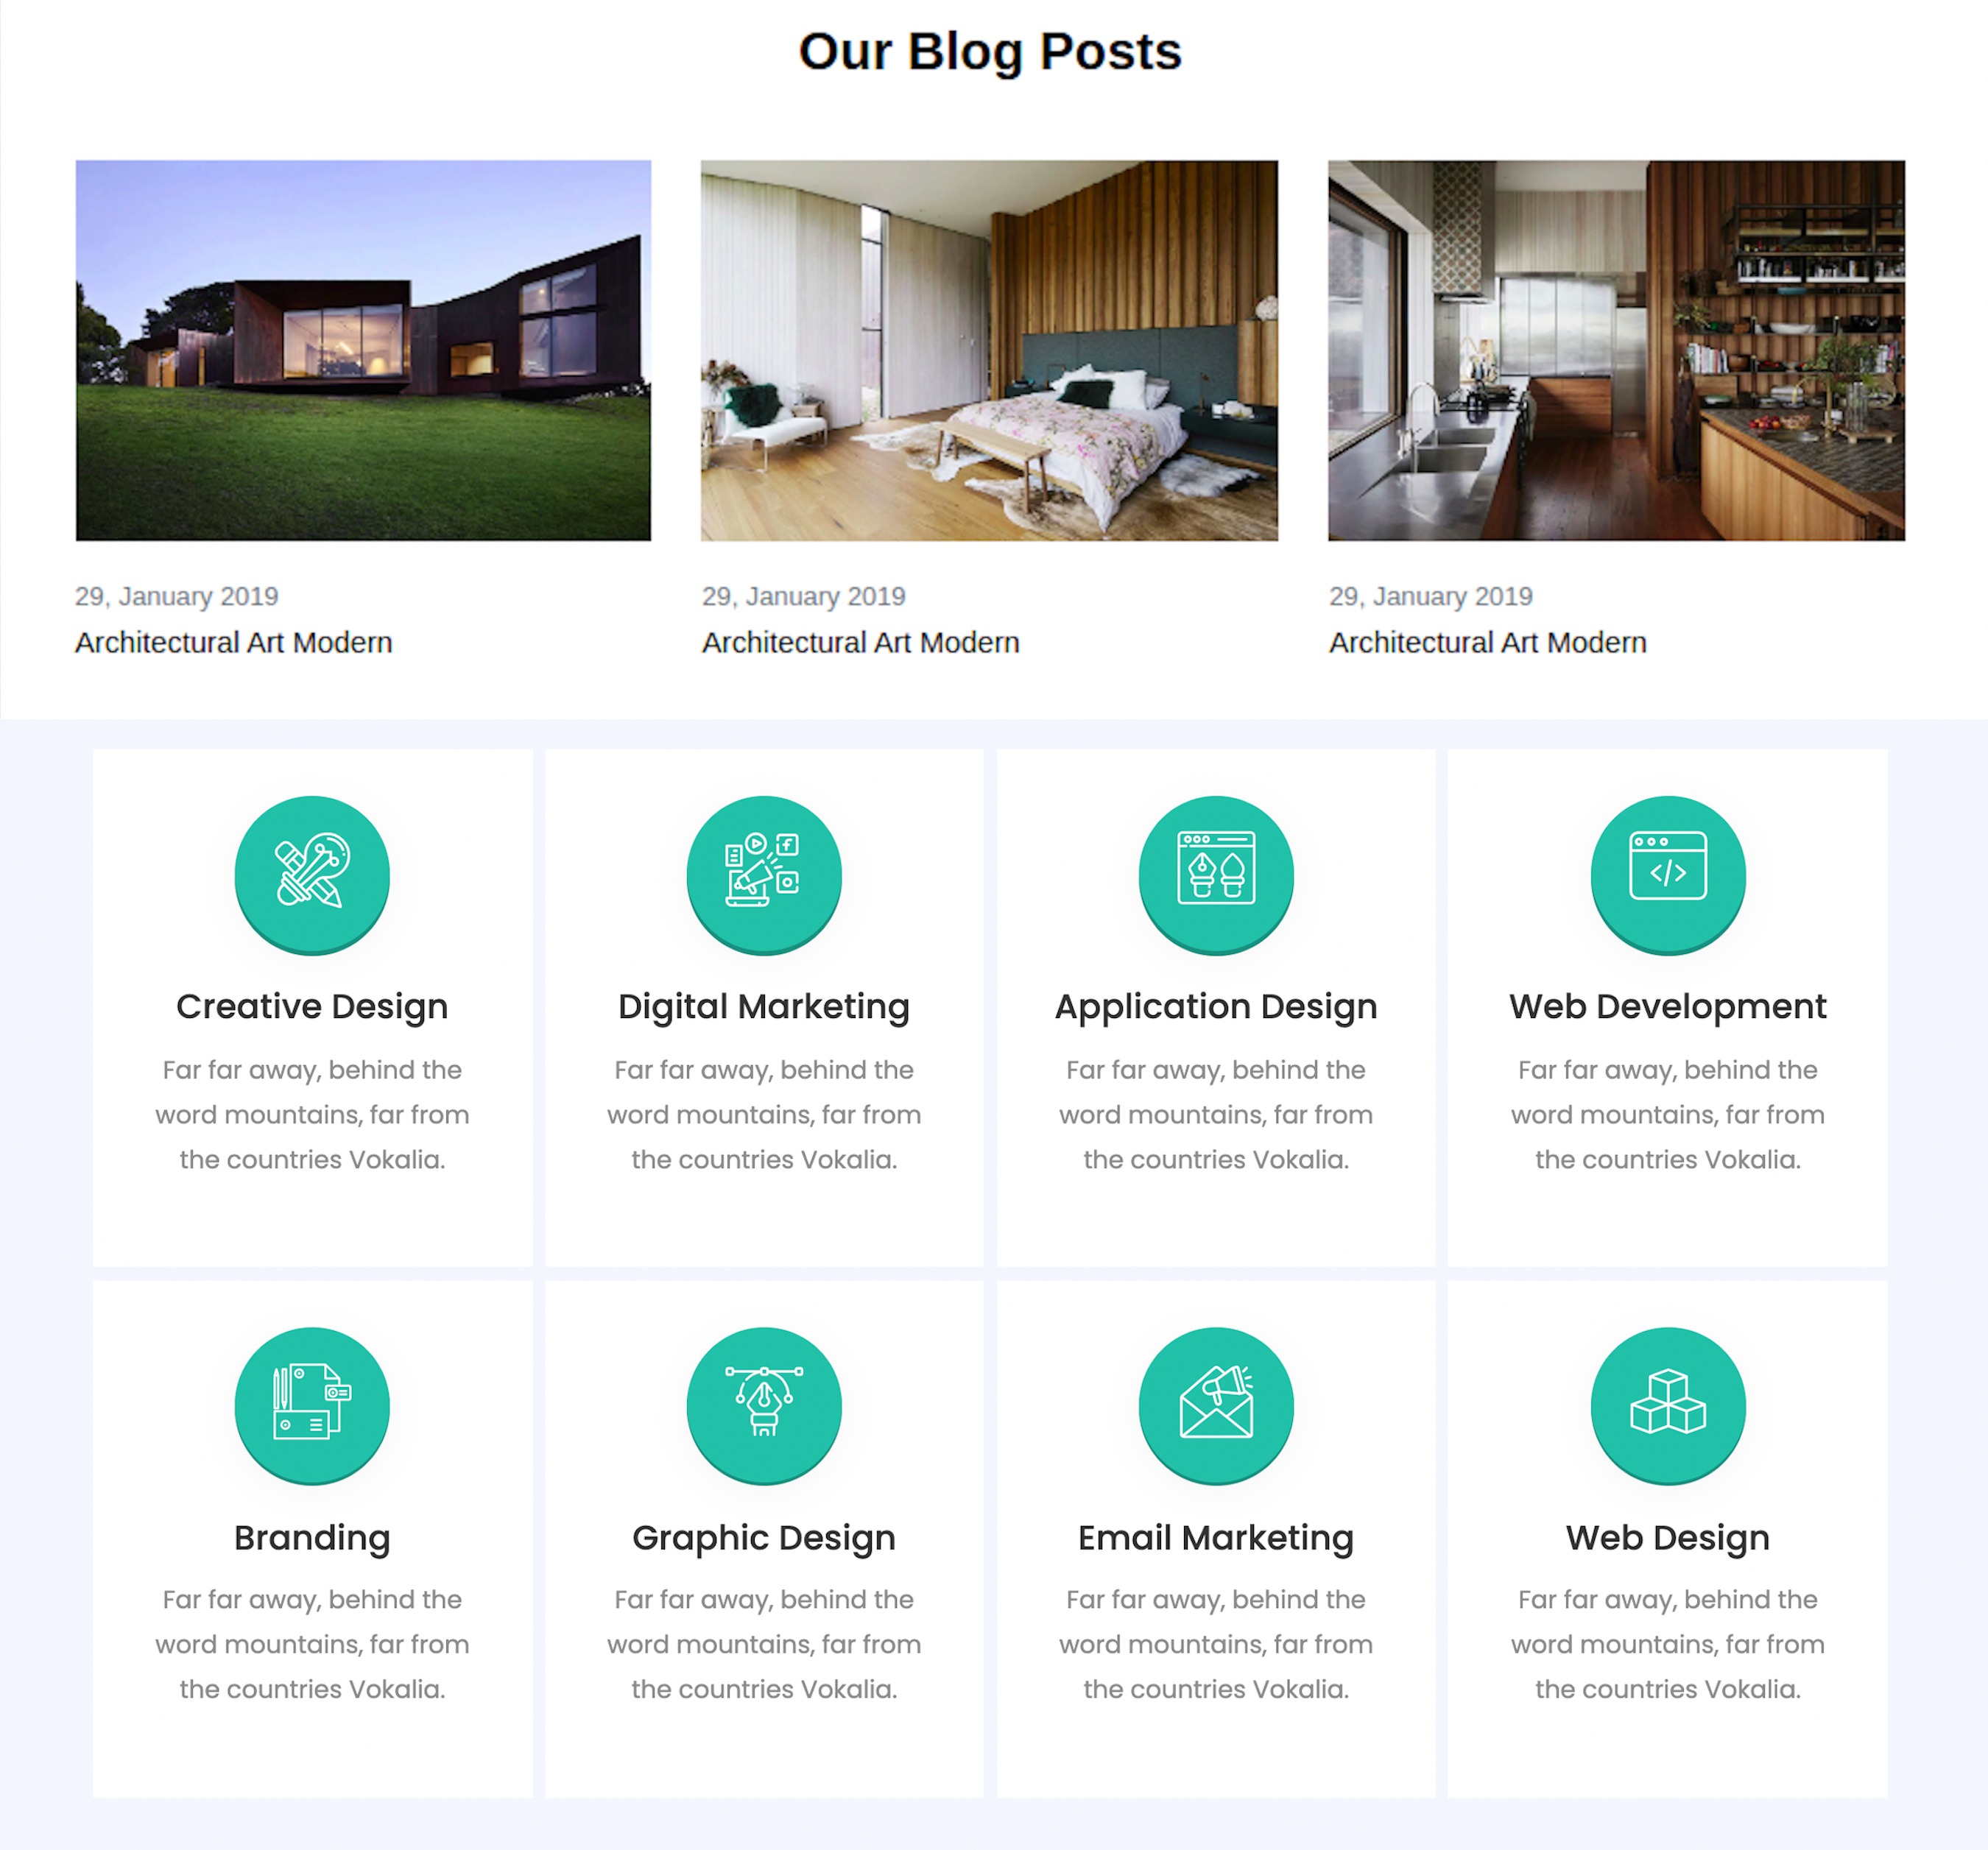 Our Blog Posts
29, January 2019
Architectural Art Modern
29, January 2019
Architectural Art Modern
29, January 2019
Architectural Art Modern
Creative Design
Far far away, behind the
word mountains, far from
the countries Vokalia.
Digital Marketing
Far far away, behind the
word mountains, far from
the countries Vokalia.
Application Design
Far far away, behind the
word mountains, far from
the countries Vokalia.
Web Development
Far far away, behind the
word mountains, far from
the countries Vokalia.
Branding
Far far away, behind the
word mountains, far from
the countries Vokalia.
Graphic Design
Far far away, behind the
word mountains, far from
the countries Vokalia.
Email Marketing
Far far away, behind the
word mountains, far from
the countries Vokalia.
Web Design
Far far away, behind the
word mountains, far from
the countries Vokalia.